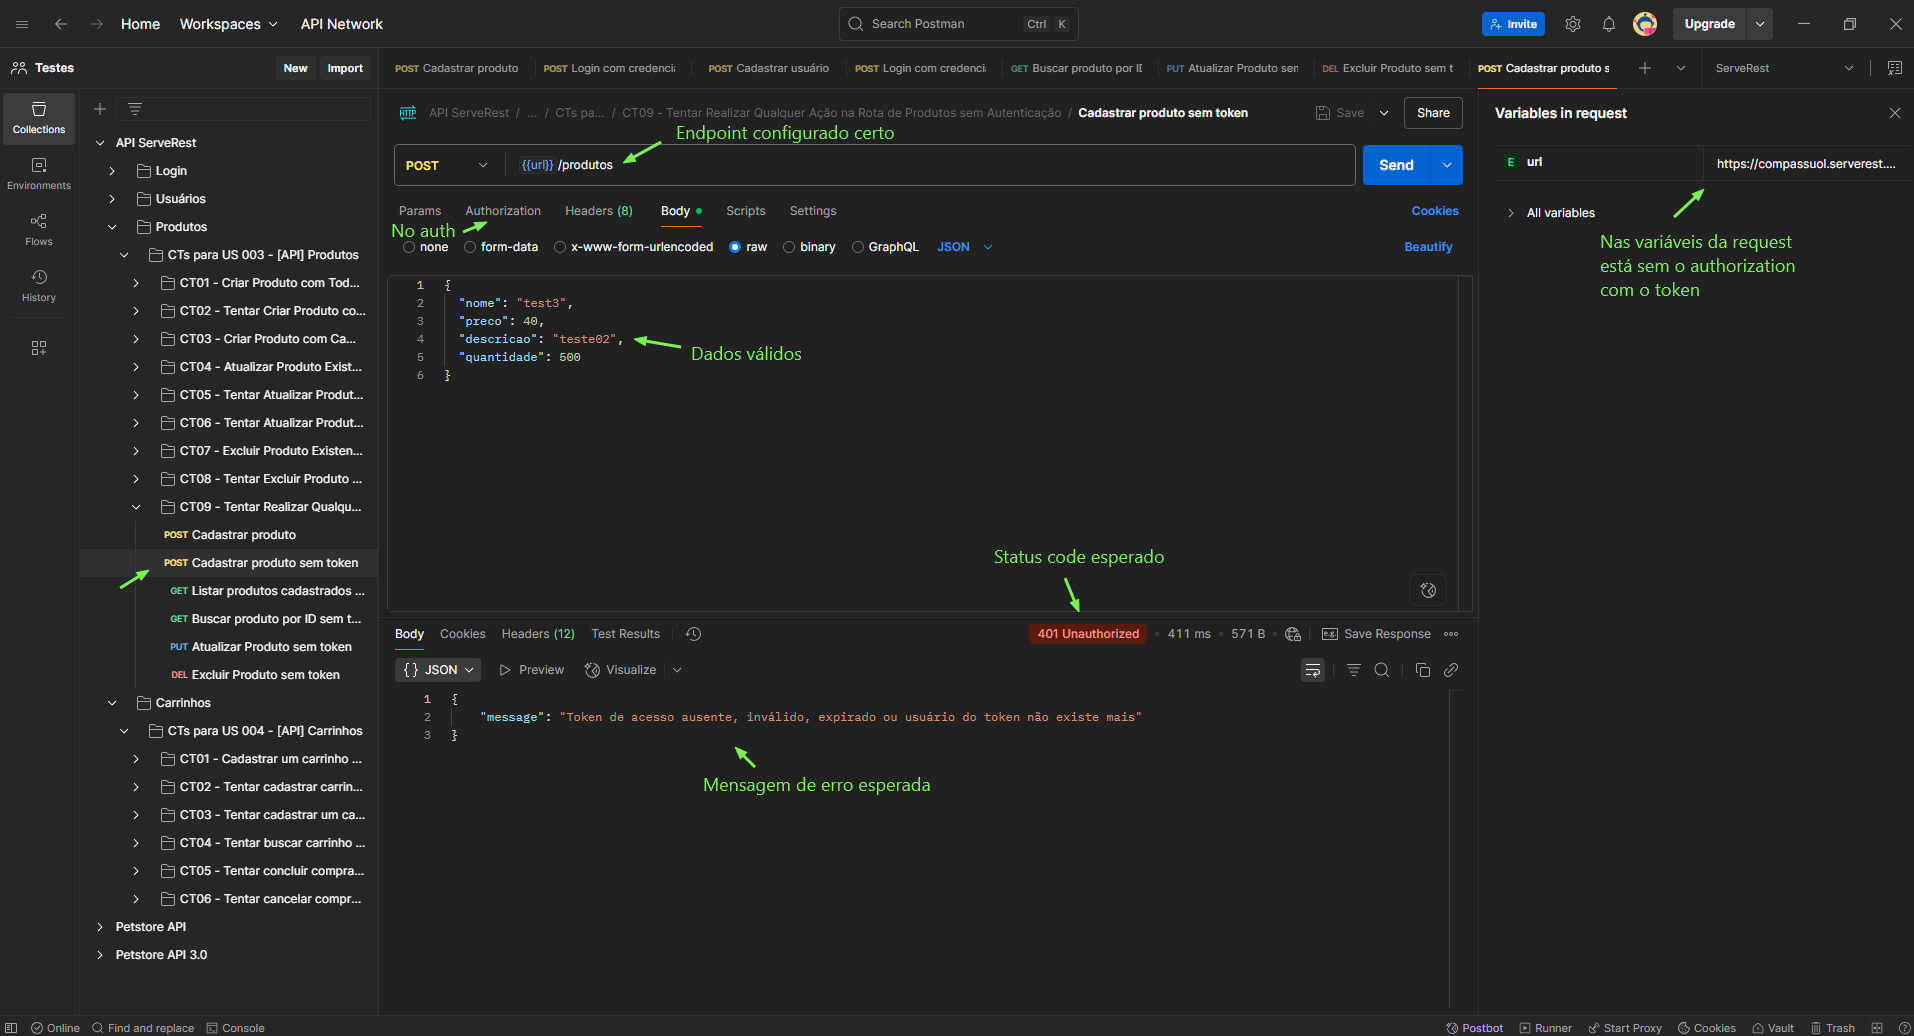 Home Workspaces API Network Search Postman Ctrl K Invite Upgrade
Testes New Import
POST Cadastrar produto POST Login com credenci POST Cadastrar usuário POST Login com credenci GET Buscar produto por I PUT Atualizar Produto sen DEL Excluir Produto sem t POST Cadastrar produto s ServeRest
Collections
Environments
Flows
History
API ServeRest
Login
Usuários
Produtos
CTs para US 003 - [API] Produtos
CT01 - Criar Produto com Tod...
CT02 - Tentar Criar Produto co...
CT03 - Criar Produto com Ca...
CT04 - Atualizar Produto Exist...
CT05 - Tentar Atualizar Produt...
CT06 - Tentar Atualizar Produt...
CT07 - Excluir Produto Existen...
CT08 - Tentar Excluir Produto ...
CT09 - Tentar Realizar Qualqu...
POST Cadastrar produto
POST Cadastrar produto sem token
GET Listar produtos cadastrados ...
GET Buscar produto por ID sem t...
PUT Atualizar Produto sem token
DEL Excluir Produto sem token
Carrinhos
CTs para US 004 - [API] Carrinhos
CT01 - Cadastrar um carrinho ...
CT02 - Tentar cadastrar carrin...
CT03 - Tentar cadastrar um ca...
CT04 - Tentar buscar carrinho ...
CT05 - Tentar concluir compra...
CT06 - Tentar cancelar compr...
Petstore API
Petstore API 3.0
HTTP API ServeRest / ... / CTs pa... / CT09 - Tentar Realizar Qualquer Ação na Rota de Produtos sem Autenticação / Cadastrar produto sem token Save Share
Endpoint configurado certo
POST {{url}} /produtos Send
Params Authorization Headers (8) Body Scripts Settings Cookies
No auth
none form-data x-www-form-urlencoded raw binary GraphQL JSON Beautify
1 {
2 "nome": "test3",
3 "preco": 40,
4 "descricao": "teste02",
5 "quantidade": 500
6 }
Dados válidos
Status code esperado
Body Cookies Headers (12) Test Results 401 Unauthorized 411 ms 571 B e.g. Save Response
{} JSON Preview Visualize
1 {
2 "message": "Token de acesso ausente, inválido, expirado ou usuário do token não existe mais"
3 }
Mensagem de erro esperada
Variables in request
E url https://compassuol.serverest....
All variables
Nas variáveis da request
está sem o authorization
com o token
Online Find and replace Console Postbot Runner Start Proxy Cookies Vault Trash